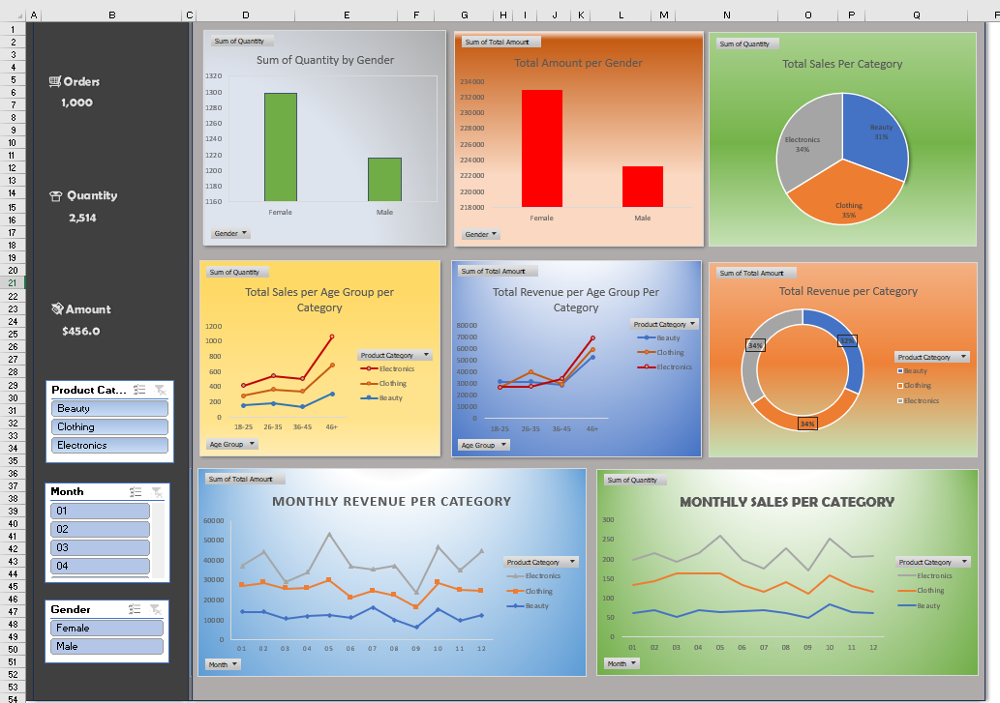 A B C D E F G H I J K L M N O P Q
1
2
3
4
5
6
7
8
9
10
11
12
13
14
15
16
17
18
19
20
21
22
23
24
25
26
27
28
29
30
31
32
33
34
35
36
37
38
39
40
41
42
43
44
45
46
47
48
49
50
51
52
53
54
Orders
1,000
Quantity
2,514
Amount
$456.0
Product Cat...
Beauty
Clothing
Electronics
Month
01
02
03
04
Gender
Female
Male
Sum of Quantity
Sum of Quantity by Gender
1320
1300
1280
1260
1240
1220
1200
1180
1160
Female Male
Gender
Sum of Total Amount
Total Amount per Gender
234000
232000
230000
228000
226000
224000
222000
220000
218000
Female Male
Gender
Sum of Quantity
Total Sales Per Category
Beauty
31%
Electronics
34%
Clothing
35%
Sum of Quantity
Total Sales per Age Group per
Category
1200
1000
800
600
400
200
0
18-25 26-35 36-45 46+
Product Category
Electronics
Clothing
Beauty
Age Group
Sum of Total Amount
Total Revenue per Age Group Per
Category
80000
70000
60000
50000
40000
30000
20000
10000
0
18-25 26-35 36-45 46+
Product Category
Beauty
Clothing
Electronics
Age Group
Sum of Total Amount
Total Revenue per Category
32%
34%
34%
Product Category
Beauty
Clothing
Electronics
Sum of Total Amount
MONTHLY REVENUE PER CATEGORY
60000
50000
40000
30000
20000
10000
0
01 02 03 04 05 06 07 08 09 10 11 12
Product Category
Electronics
Clothing
Beauty
Month
Sum of Quantity
MONTHLY SALES PER CATEGORY
300
250
200
150
100
50
0
01 02 03 04 05 06 07 08 09 10 11 12
Product Category
Electronics
Clothing
Beauty
Month